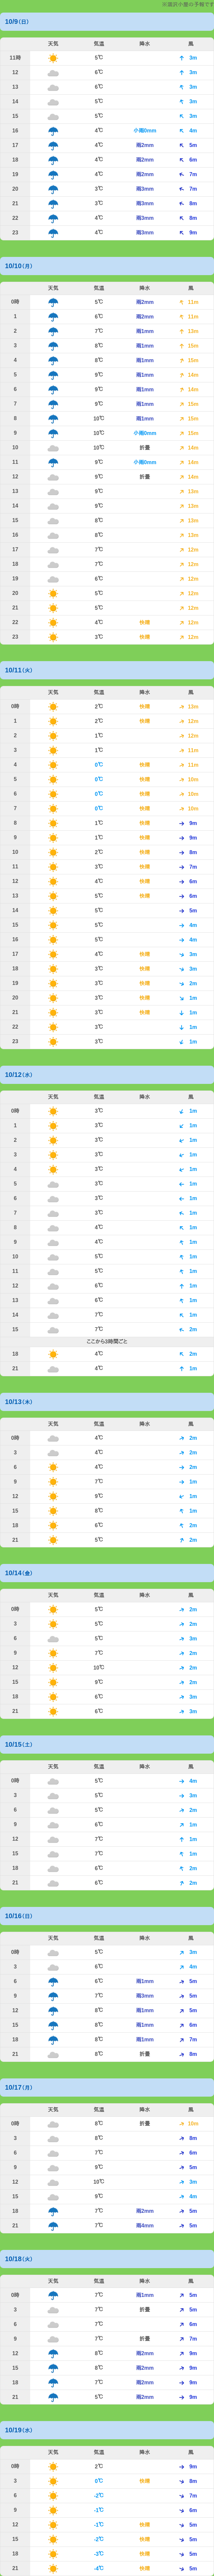 ※涸沢小屋の予報です
10/9(日)
天気 気温 降水 風
11時 5℃ 3m
12 6℃ 3m
13 6℃ 3m
14 5℃ 3m
15 5℃ 3m
16 4℃ 小雨0mm 4m
17 4℃ 雨2mm 5m
18 4℃ 雨2mm 6m
19 4℃ 雨2mm 7m
20 4℃ 雨3mm 7m
21 4℃ 雨3mm 8m
22 4℃ 雨3mm 8m
23 4℃ 雨3mm 9m
10/10(月)
天気 気温 降水 風
0時 5℃ 雨2mm 11m
1 6℃ 雨2mm 11m
2 7℃ 雨1mm 13m
3 8℃ 雨1mm 15m
4 8℃ 雨1mm 15m
5 9℃ 雨1mm 14m
6 9℃ 雨1mm 14m
7 9℃ 雨1mm 15m
8 10℃ 雨1mm 15m
9 10℃ 小雨0mm 15m
10 10℃ 折畳 14m
11 9℃ 小雨0mm 14m
12 9℃ 折畳 14m
13 9℃ 13m
14 9℃ 13m
15 8℃ 13m
16 8℃ 13m
17 7℃ 12m
18 7℃ 12m
19 6℃ 12m
20 5℃ 12m
21 5℃ 12m
22 4℃ 快晴 12m
23 3℃ 快晴 12m
10/11(火)
天気 気温 降水 風
0時 2℃ 快晴 13m
1 2℃ 快晴 12m
2 1℃ 12m
3 1℃ 11m
4 0℃ 快晴 11m
5 0℃ 快晴 10m
6 0℃ 快晴 10m
7 0℃ 快晴 10m
8 1℃ 快晴 9m
9 1℃ 快晴 9m
10 2℃ 快晴 8m
11 3℃ 快晴 7m
12 4℃ 快晴 6m
13 5℃ 快晴 6m
14 5℃ 5m
15 5℃ 4m
16 5℃ 4m
17 4℃ 快晴 3m
18 3℃ 快晴 3m
19 3℃ 快晴 2m
20 3℃ 快晴 1m
21 3℃ 快晴 1m
22 3℃ 1m
23 3℃ 1m
10/12(水)
天気 気温 降水 風
0時 3℃ 1m
1 3℃ 1m
2 3℃ 1m
3 3℃ 1m
4 3℃ 1m
5 3℃ 1m
6 3℃ 1m
7 3℃ 1m
8 4℃ 1m
9 4℃ 1m
10 5℃ 1m
11 5℃ 1m
12 6℃ 1m
13 6℃ 1m
14 7℃ 1m
15 7℃ 2m
ここから3時間ごと
18 4℃ 2m
21 4℃ 1m
10/13(木)
天気 気温 降水 風
0時 4℃ 2m
3 4℃ 2m
6 4℃ 2m
9 7℃ 1m
12 9℃ 1m
15 8℃ 1m
18 6℃ 2m
21 5℃ 2m
10/14(金)
天気 気温 降水 風
0時 5℃ 2m
3 5℃ 2m
6 5℃ 3m
9 7℃ 2m
12 10℃ 2m
15 9℃ 2m
18 6℃ 3m
21 6℃ 3m
10/15(土)
天気 気温 降水 風
0時 5℃ 4m
3 5℃ 3m
6 5℃ 2m
9 6℃ 1m
12 7℃ 1m
15 7℃ 1m
18 6℃ 2m
21 6℃ 2m
10/16(日)
天気 気温 降水 風
0時 5℃ 3m
3 6℃ 4m
6 6℃ 雨1mm 5m
9 7℃ 雨3mm 5m
12 8℃ 雨1mm 5m
15 8℃ 雨1mm 6m
18 8℃ 雨1mm 7m
21 8℃ 折畳 8m
10/17(月)
天気 気温 降水 風
0時 8℃ 折畳 10m
3 8℃ 8m
6 7℃ 6m
9 9℃ 5m
12 10℃ 3m
15 9℃ 4m
18 7℃ 雨2mm 5m
21 7℃ 雨4mm 5m
10/18(火)
天気 気温 降水 風
0時 7℃ 雨1mm 5m
3 7℃ 折畳 5m
6 7℃ 6m
9 7℃ 折畳 7m
12 8℃ 雨2mm 9m
15 8℃ 雨2mm 9m
18 7℃ 雨2mm 9m
21 5℃ 雨2mm 9m
10/19(水)
天気 気温 降水 風
0時 2℃ 9m
3 0℃ 快晴 8m
6 -2℃ 7m
9 -1℃ 6m
12 -1℃ 快晴 5m
15 -2℃ 快晴 5m
18 -3℃ 快晴 5m
21 -4℃ 快晴 5m